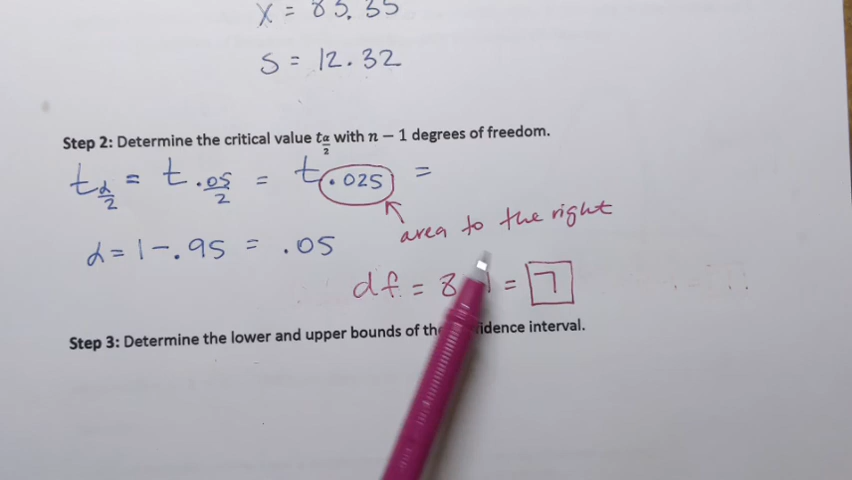 x = 83.35
s = 12.32
Step 2: Determine the critical value t α/2 with n − 1 degrees of freedom.
t α/2 = t .05/2 = t .025 =
area to the right
α = 1 - .95 = .05
df. = 8 1 = 7
Step 3: Determine the lower and upper bounds of the idence interval.